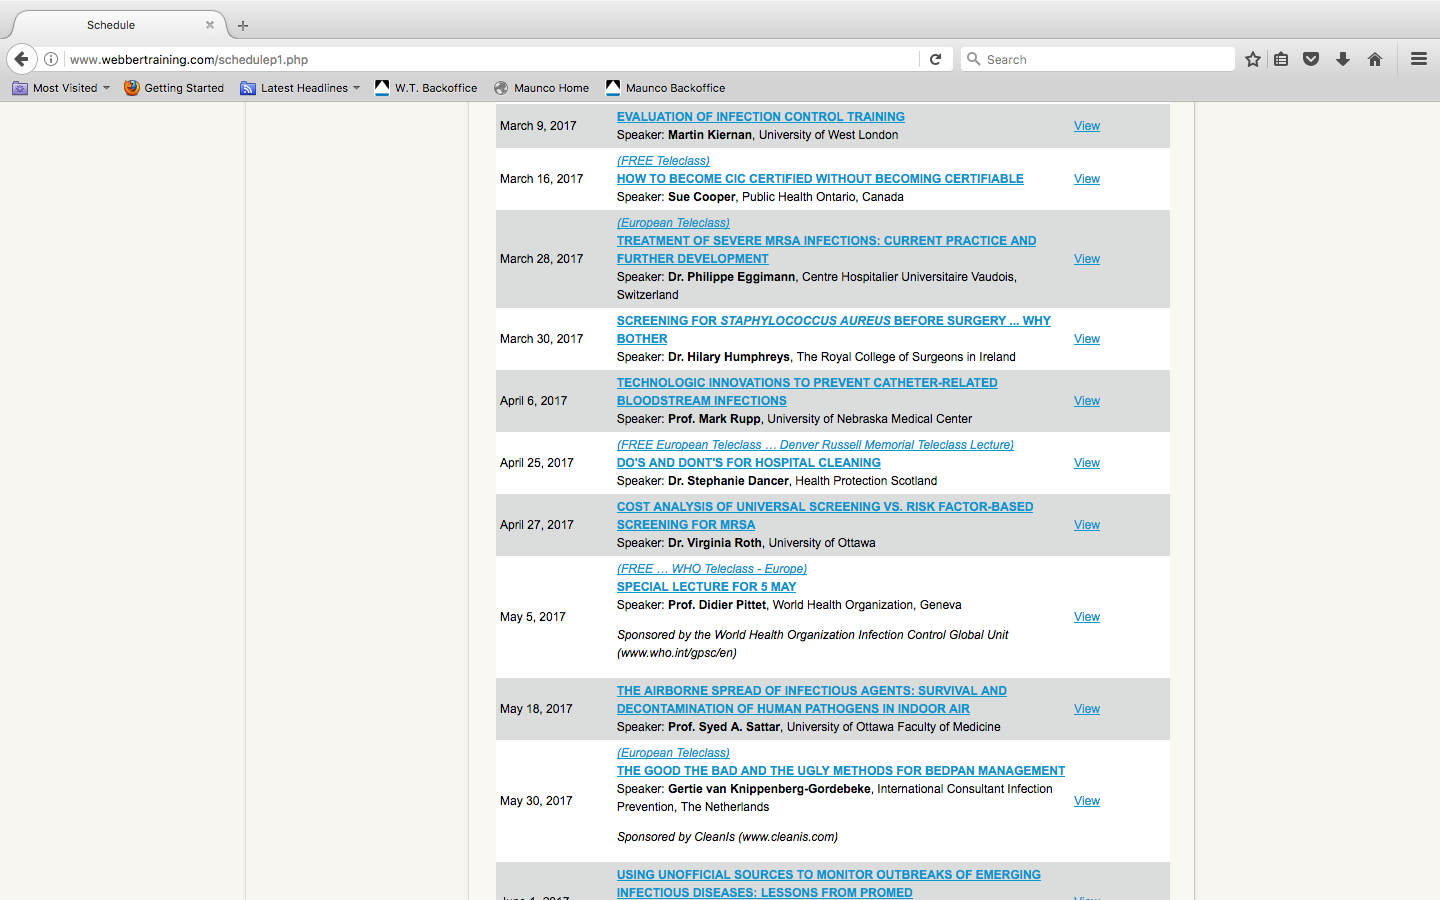 Schedule
www.webbertraining.com/schedulep1.php
Search
Most Visited
Getting Started
Latest Headlines
W.T. Backoffice
Maunco Home
Maunco Backoffice
EVALUATION OF INFECTION CONTROL TRAINING
March 9, 2017
View
Speaker: Martin Kiernan, University of West London
(FREE Teleclass)
March 16, 2017
HOW TO BECOME CIC CERTIFIED WITHOUT BECOMING CERTIFIABLE
View
Speaker: Sue Cooper, Public Health Ontario, Canada
(European Teleclass)
TREATMENT OF SEVERE MRSA INFECTIONS: CURRENT PRACTICE AND
March 28, 2017
FURTHER DEVELOPMENT
View
Speaker: Dr. Philippe Eggimann, Centre Hospitalier Universitaire Vaudois,
Switzerland
SCREENING FOR STAPHYLOCOCCUS AUREUS BEFORE SURGERY ... WHY
March 30, 2017
BOTHER
View
Speaker: Dr. Hilary Humphreys, The Royal College of Surgeons in Ireland
TECHNOLOGIC INNOVATIONS TO PREVENT CATHETER-RELATED
April 6, 2017
BLOODSTREAM INFECTIONS
View
Speaker: Prof. Mark Rupp, University of Nebraska Medical Center
(FREE European Teleclass ... Denver Russell Memorial Teleclass Lecture)
April 25, 2017
DO'S AND DONT'S FOR HOSPITAL CLEANING
View
Speaker: Dr. Stephanie Dancer, Health Protection Scotland
COST ANALYSIS OF UNIVERSAL SCREENING VS. RISK FACTOR-BASED
April 27, 2017
SCREENING FOR MRSA
View
Speaker: Dr. Virginia Roth, University of Ottawa
(FREE ... WHO Teleclass - Europe)
SPECIAL LECTURE FOR 5 MAY
Speaker: Prof. Didier Pittet, World Health Organization, Geneva
May 5, 2017
View
Sponsored by the World Health Organization Infection Control Global Unit
(www.who.int/gpsc/en)
THE AIRBORNE SPREAD OF INFECTIOUS AGENTS: SURVIVAL AND
May 18, 2017
DECONTAMINATION OF HUMAN PATHOGENS IN INDOOR AIR
View
Speaker: Prof. Syed A. Sattar, University of Ottawa Faculty of Medicine
(European Teleclass)
THE GOOD THE BAD AND THE UGLY METHODS FOR BEDPAN MANAGEMENT
Speaker: Gertie van Knippenberg-Gordebeke, International Consultant Infection
May 30, 2017
View
Prevention, The Netherlands
Sponsored by CleanIs (www.cleanis.com)
USING UNOFFICIAL SOURCES TO MONITOR OUTBREAKS OF EMERGING
INFECTIOUS DISEASES: LESSONS FROM PROMED